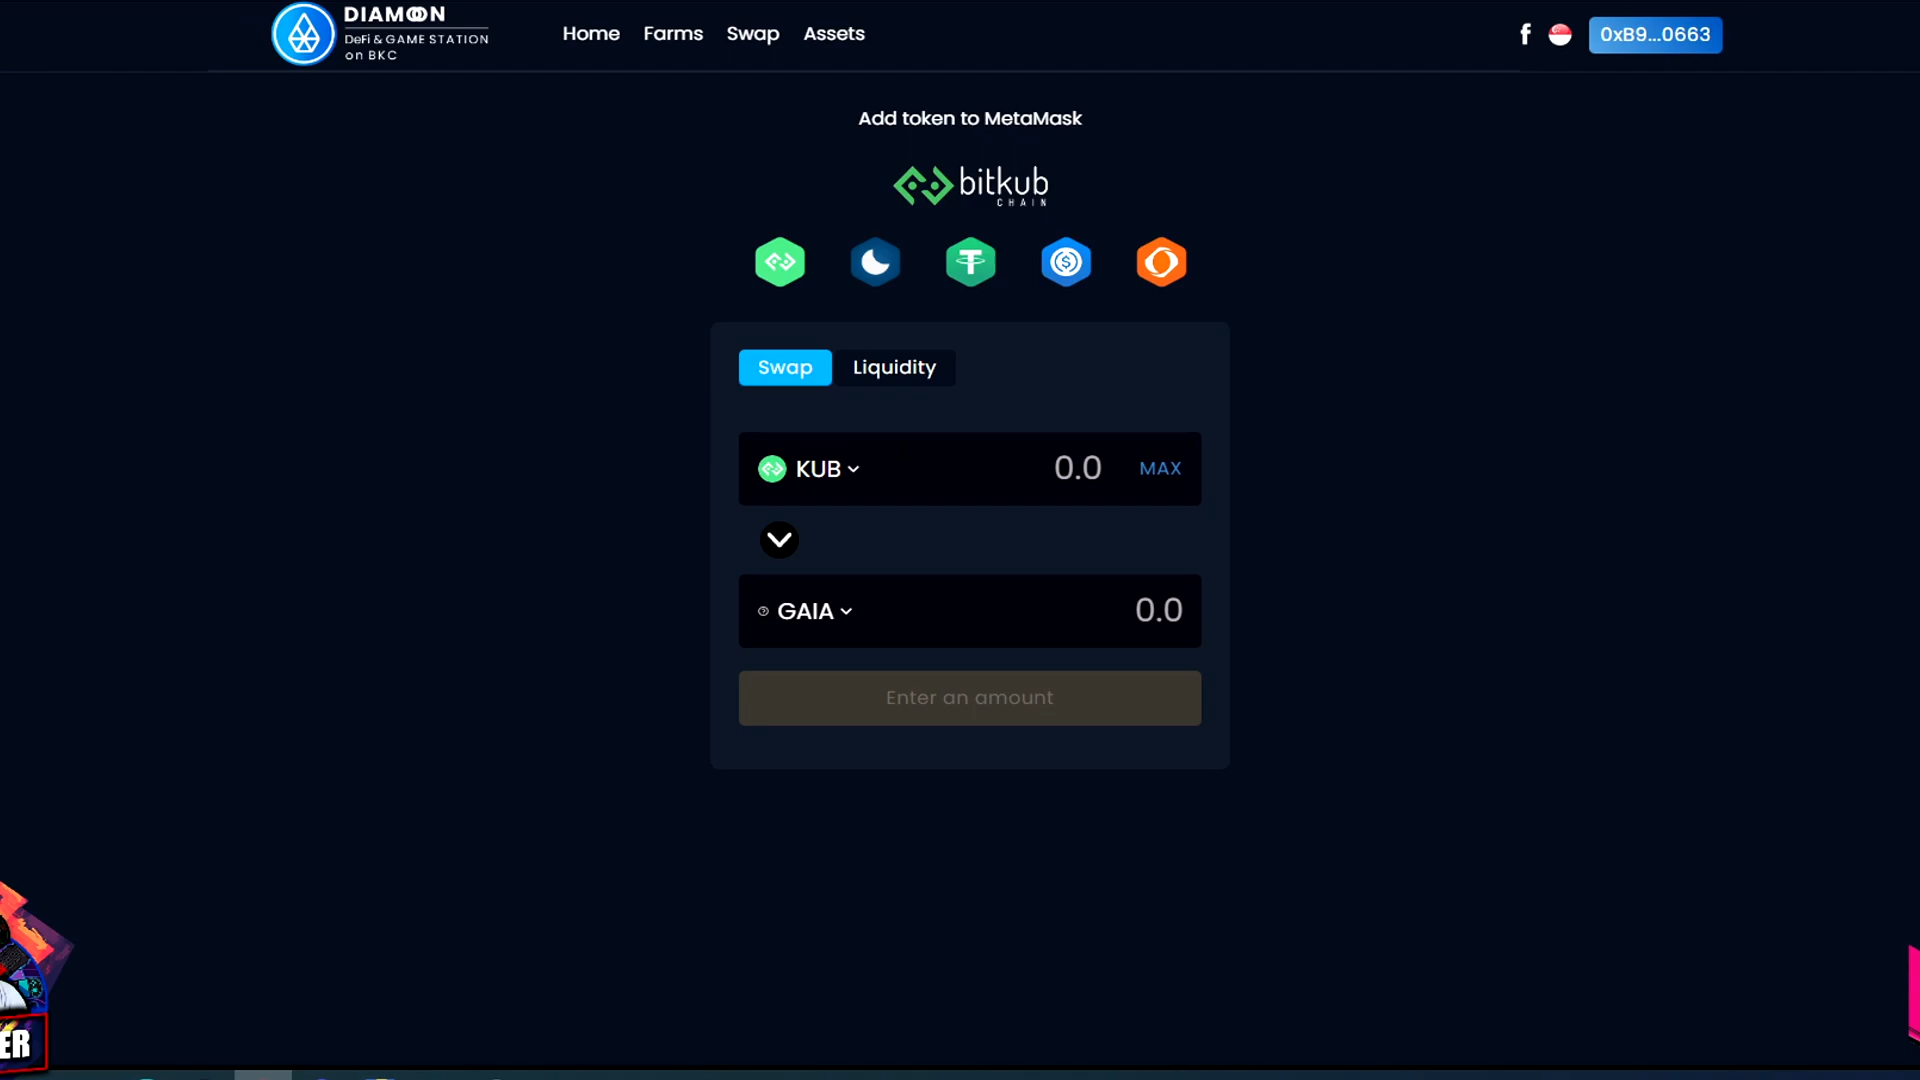 DIAMOON
DeFi & GAME STATION
on BKC
Home
Farms
Swap
Assets
0xB9...0663
Add token to MetaMask
bitkub
CHAIN
Swap
Liquidity
KUB
0.0
MAX
GAIA
0.0
Enter an amount
ER